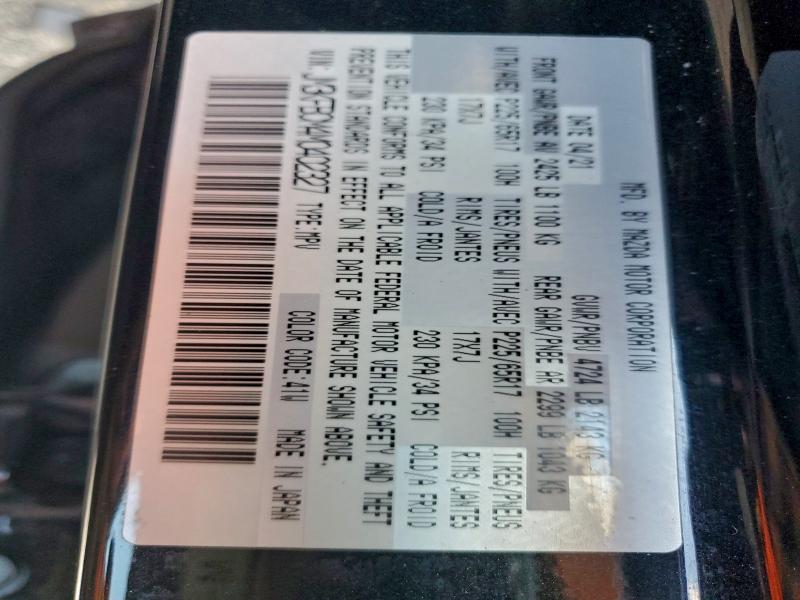 MFD. BY MAZDA MOTOR CORPORATION
DATE 04/21 GVWR/PNBV 4724 LB 2143 KG
FRONT GAWR/PNBE AV 2425 LB 1100 KG REAR GAWR/PNBE AR 2299 LB 1043 KG
WITH/AVEC P225/65R17 100H TIRES/PNEUS WITH/AVEC P225/65R17 100H TIRES/PNEUS
17X7J RIMS/JANTES 17X7J RIMS/JANTES
230 KPA/34 PSI COLD/A FROID 230 KPA/34 PSI COLD/A FROID
THIS VEHICLE CONFORMS TO ALL APPLICABLE FEDERAL MOTOR VEHICLE SAFETY AND THEFT
PREVENTION STANDARDS IN EFFECT ON THE DATE OF MANUFACTURE SHOWN ABOVE.
VIN: TYPE:MPV COLOR CODE:41W MADE IN JAPAN